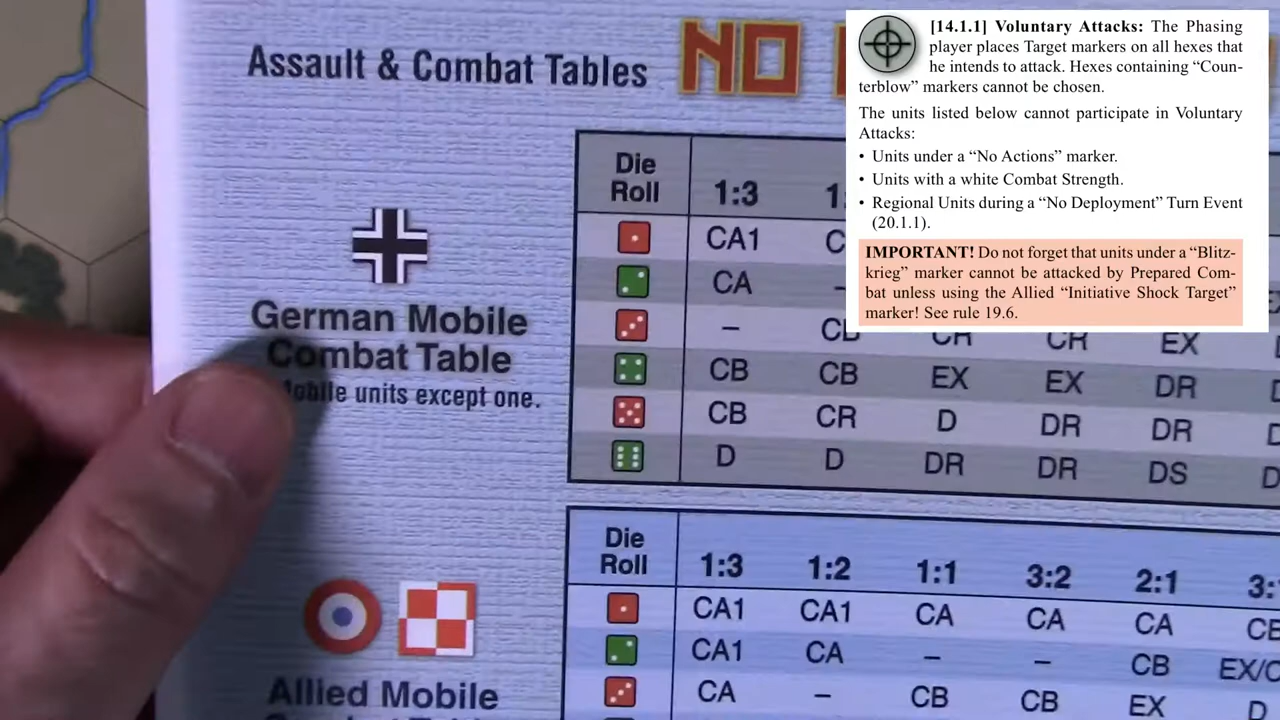 Assault & Combat Tables
NO
[14.1.1] Voluntary Attacks: The Phasing
player places Target markers on all hexes that
he intends to attack. Hexes containing “Coun-
terblow” markers cannot be chosen.
The units listed below cannot participate in Voluntary
Attacks:
• Units under a “No Actions” marker.
• Units with a white Combat Strength.
• Regional Units during a “No Deployment” Turn Event
(20.1.1).
IMPORTANT! Do not forget that units under a “Blitz-
krieg” marker cannot be attacked by Prepared Com-
bat unless using the Allied “Initiative Shock Target”
marker! See rule 19.6.
German Mobile
Combat Table
Mobile units except one.
Die
Roll
1:3
CA1
CA –
– CB CR CR EX
CB CB EX EX DR
CB CR D DR DR
D D DR DR DS
Allied Mobile
Die
Roll
1:3 1:2 1:1 3:2 2:1
CA1 CA1 CA CA CA
CA1 CA – – CB
CA – CB CB EX D